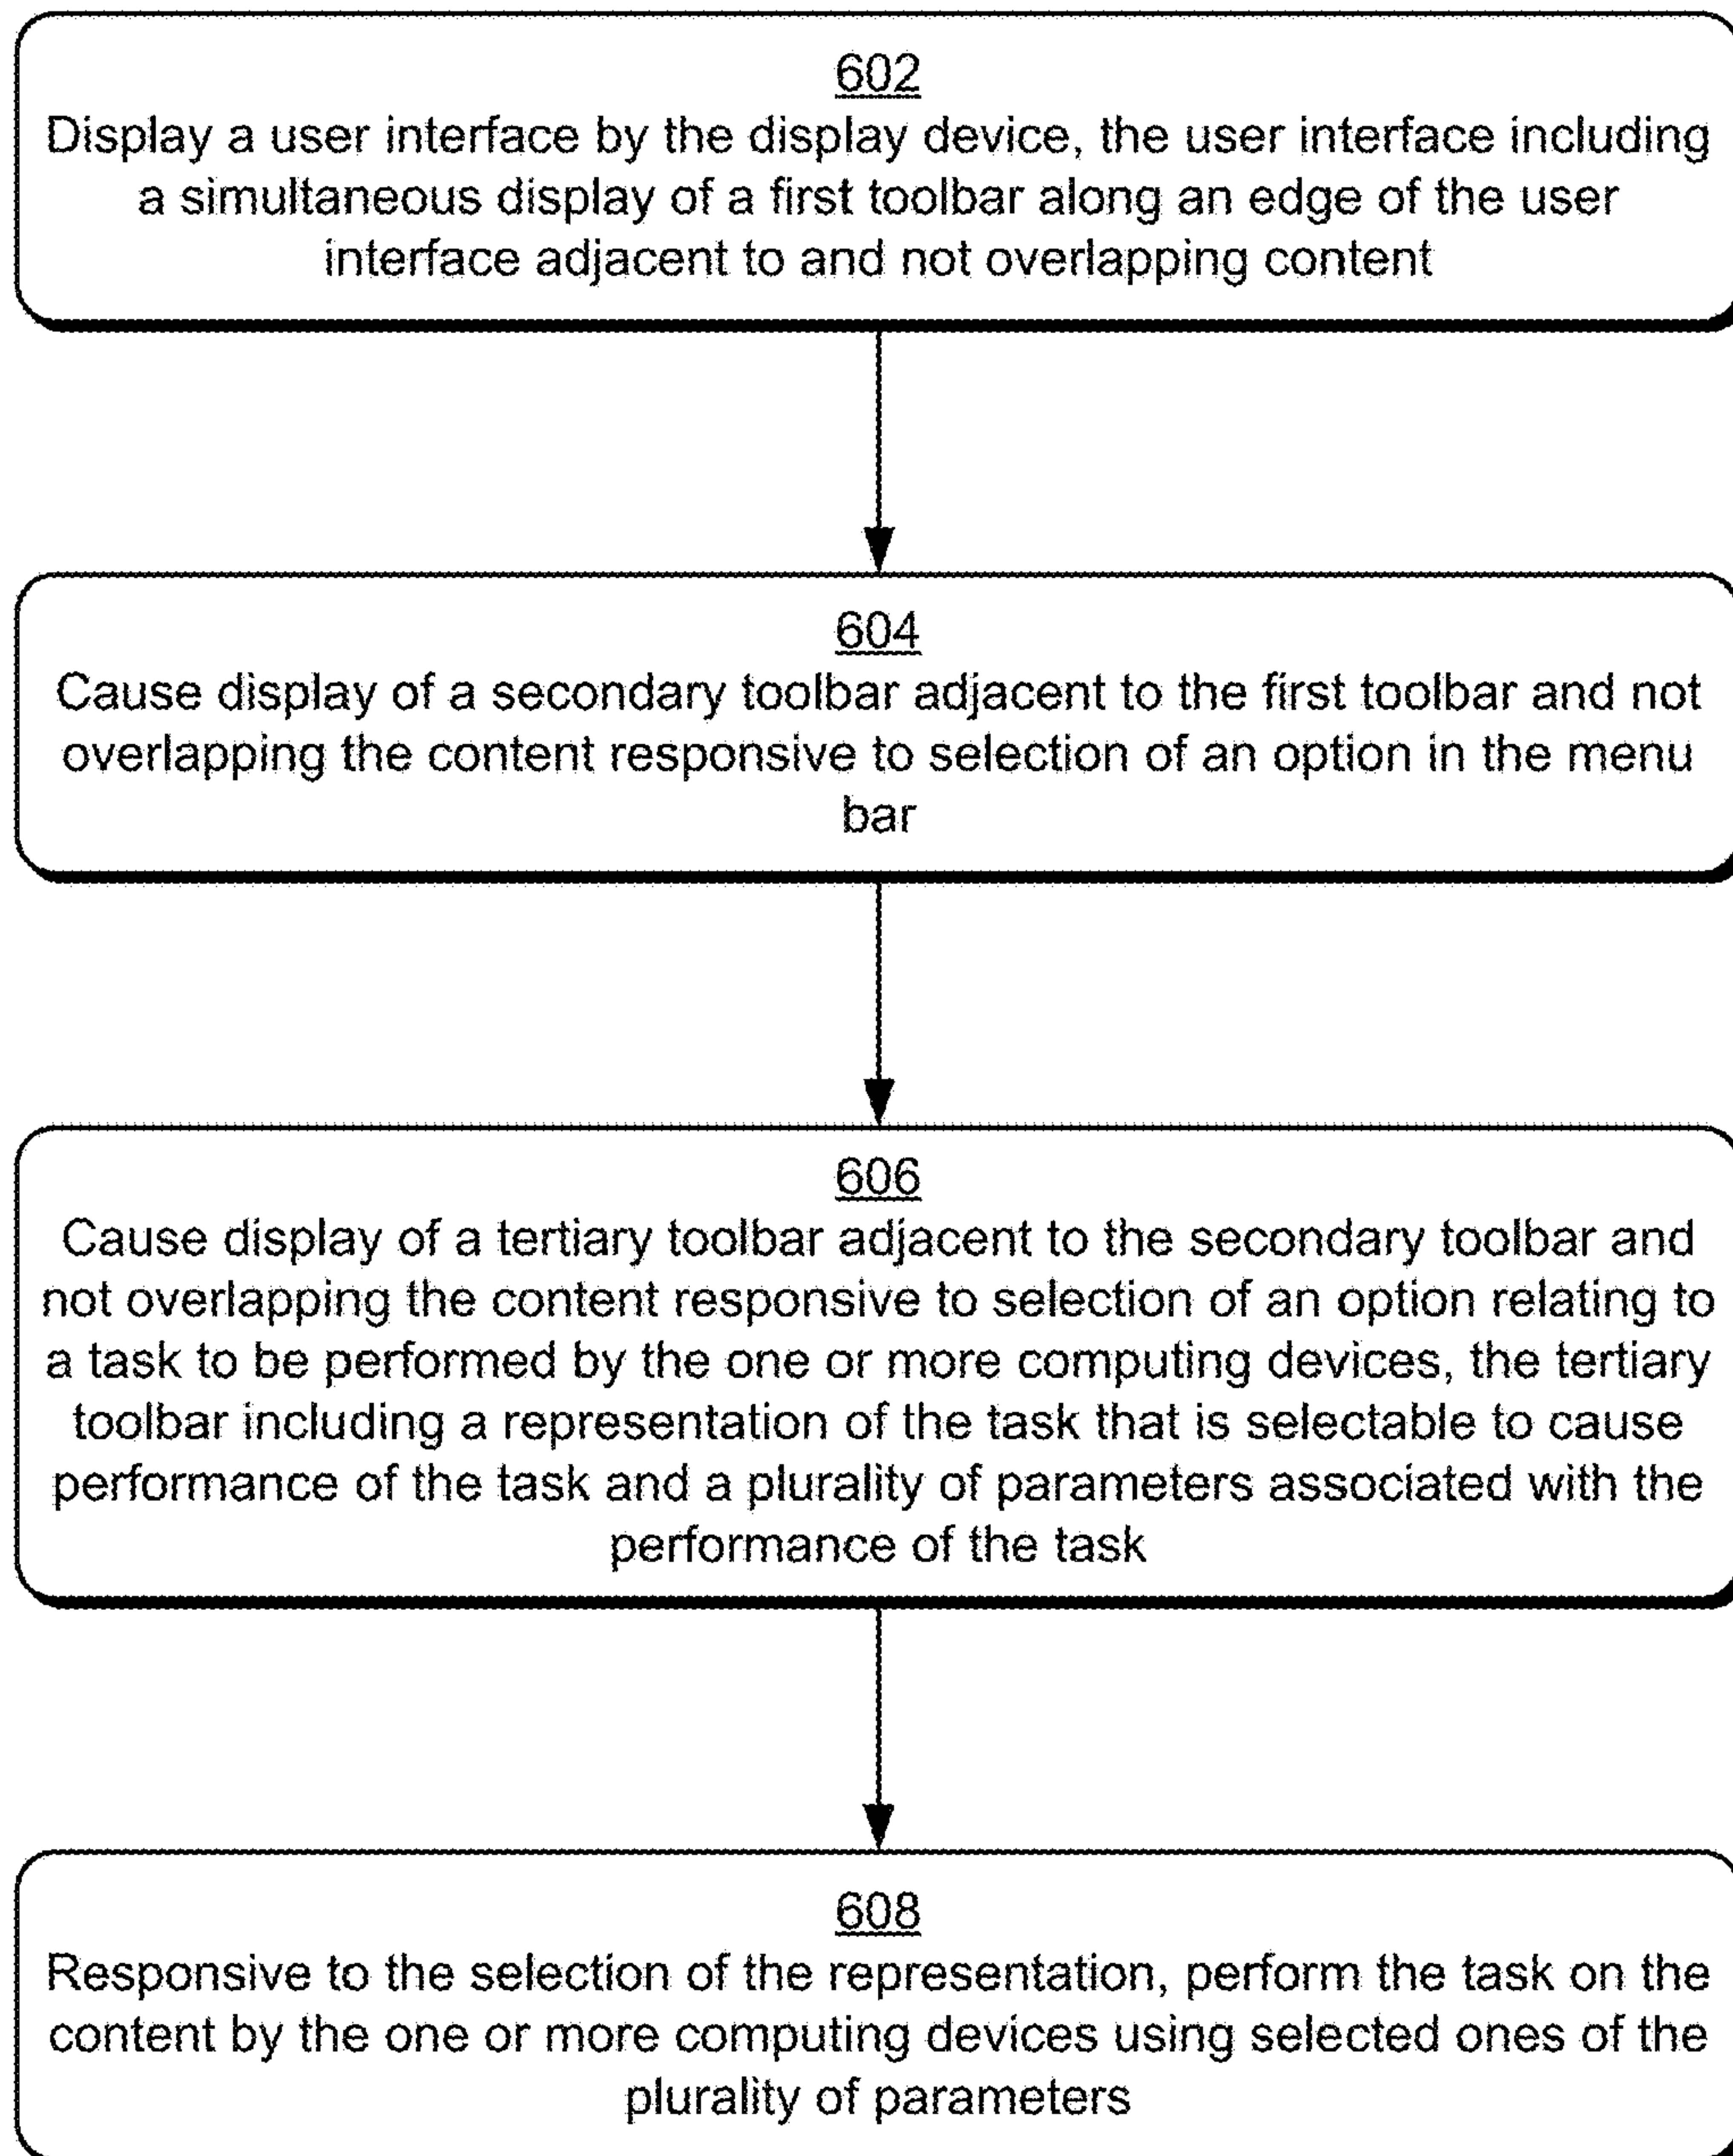 602
Display a user interface by the display device, the user interface including
a simultaneous display of a first toolbar along an edge of the user
interface adjacent to and not overlapping content
604
Cause display of a secondary toolbar adjacent to the first toolbar and not
overlapping the content responsive to selection of an option in the menu
bar
606
Cause display of a tertiary toolbar adjacent to the secondary toolbar and
not overlapping the content responsive to selection of an option relating to
a task to be performed by the one or more computing devices, the tertiary
toolbar including a representation of the task that is selectable to cause
performance of the task and a plurality of parameters associated with the
performance of the task
608
Responsive to the selection of the representation, perform the task on the
content by the one or more computing devices using selected ones of the
plurality of parameters